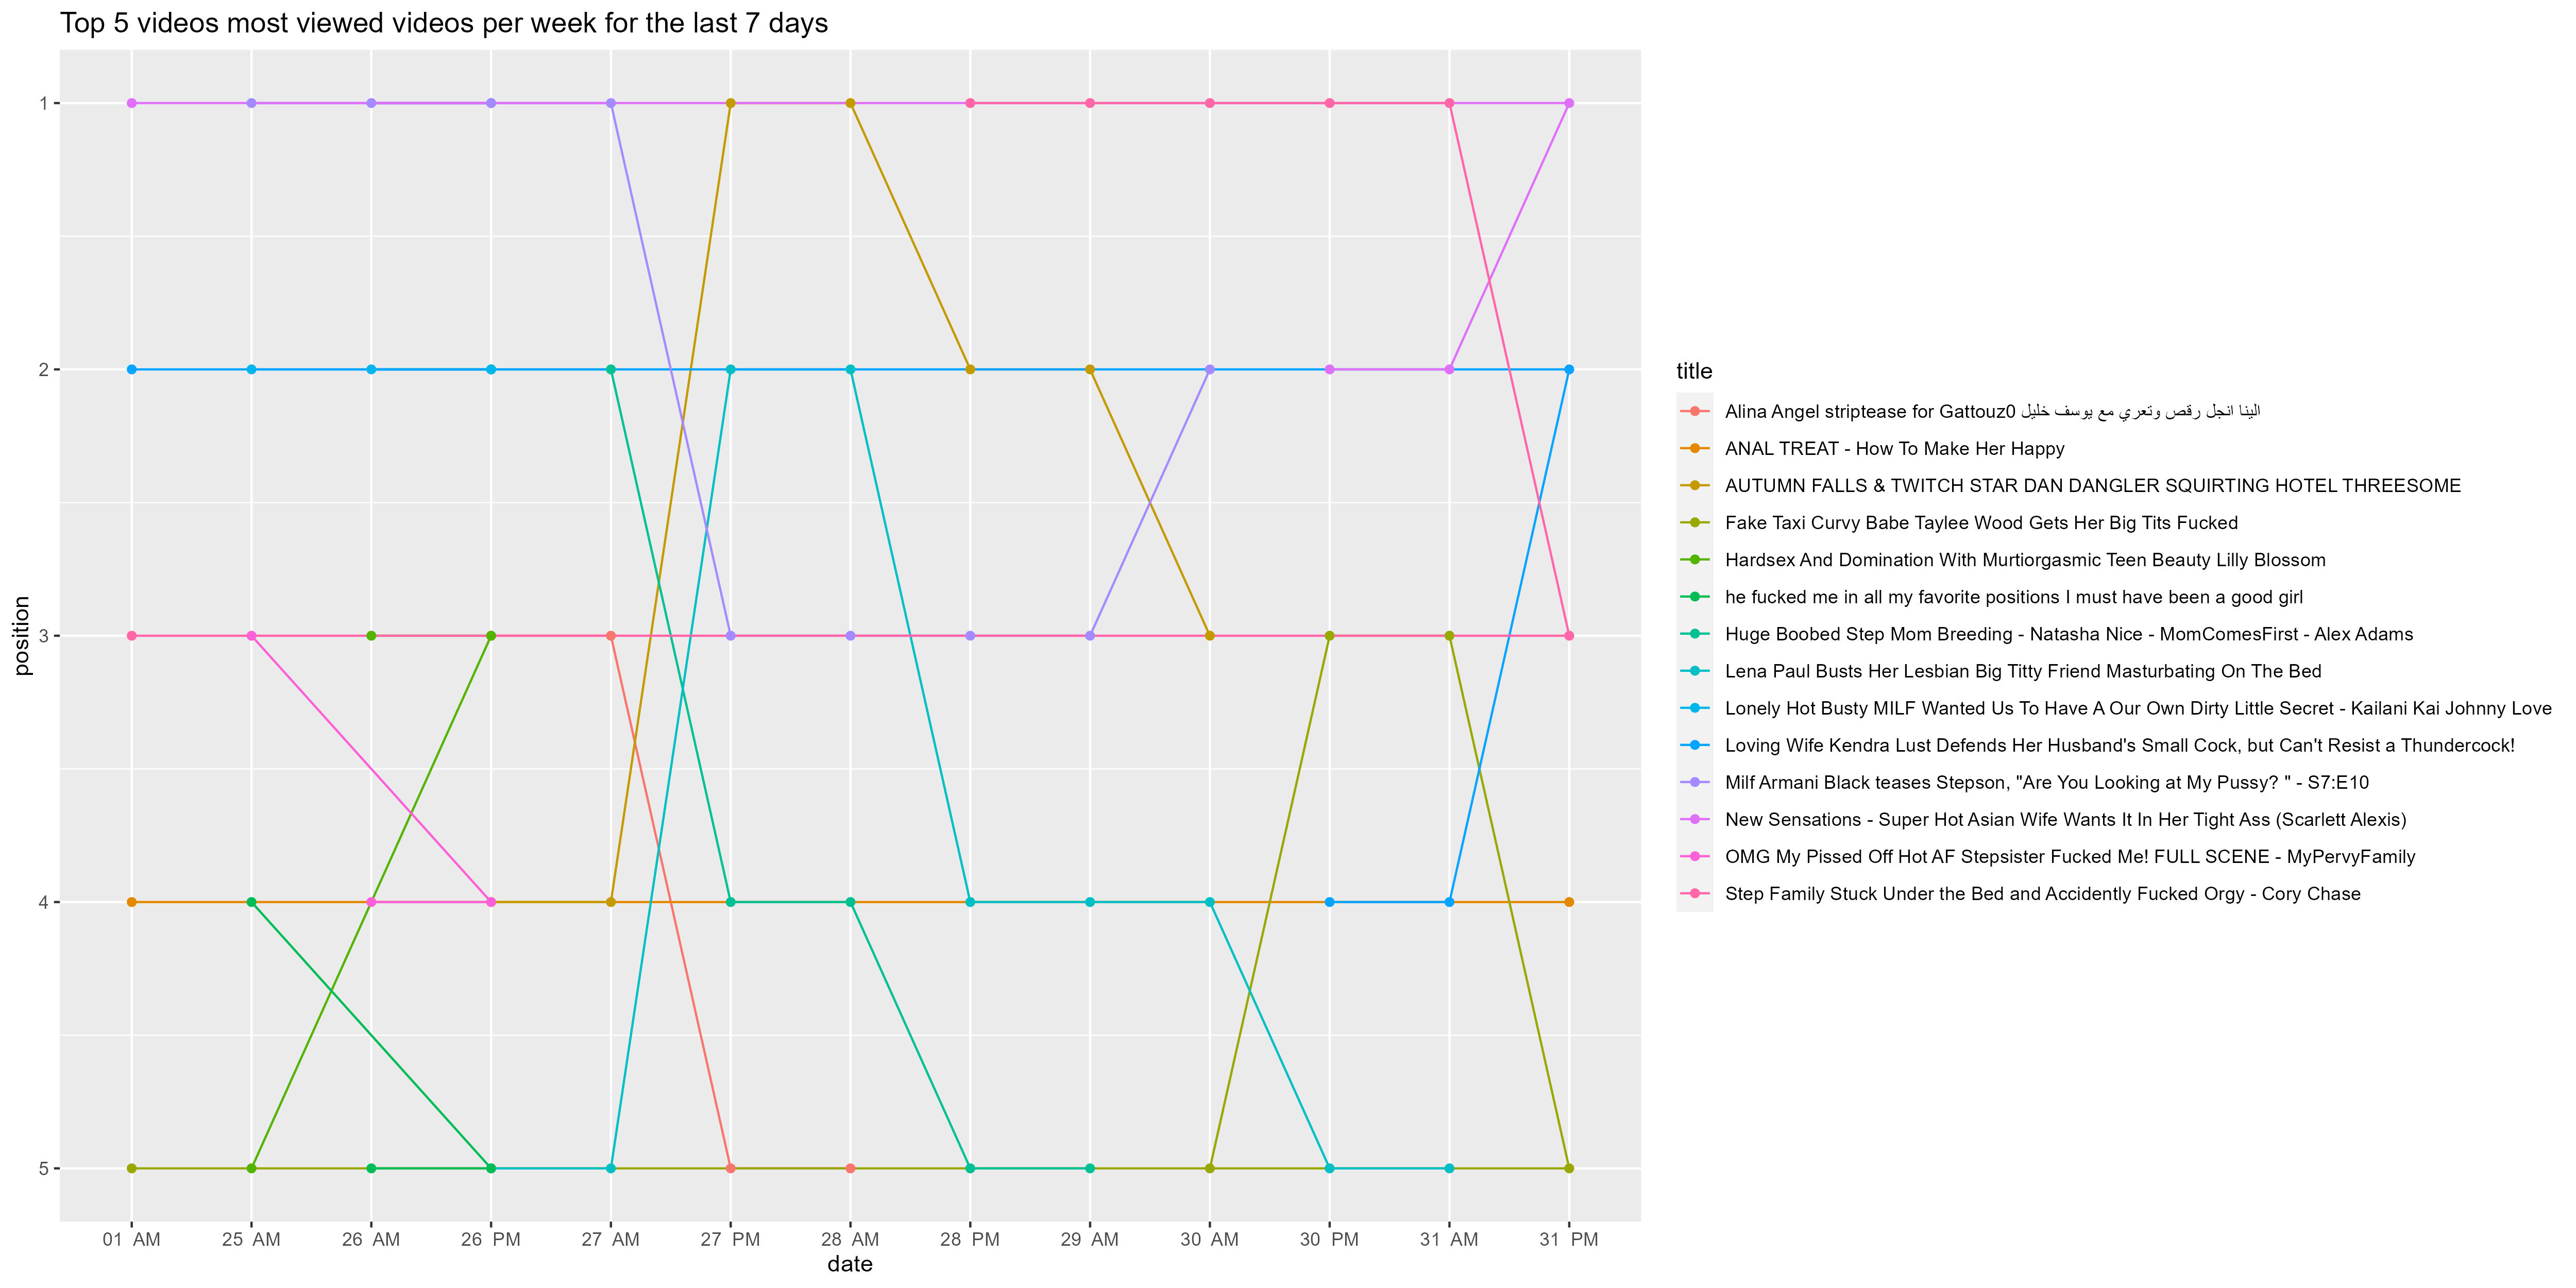 Top 5 videos most viewed videos per week for the last 7 days
position
1
2
3
4
5
01 AM 25 AM 26 AM 26 PM 27 AM 27 PM 28 AM 28 PM 29 AM 30 AM 30 PM 31 AM 31 PM
date
title
Alina Angel striptease for Gattouz0 الينا انجل رقص وتعري مع يوسف خليل
ANAL TREAT - How To Make Her Happy
AUTUMN FALLS & TWITCH STAR DAN DANGLER SQUIRTING HOTEL THREESOME
Fake Taxi Curvy Babe Taylee Wood Gets Her Big Tits Fucked
Hardsex And Domination With Murtiorgasmic Teen Beauty Lilly Blossom
he fucked me in all my favorite positions I must have been a good girl
Huge Boobed Step Mom Breeding - Natasha Nice - MomComesFirst - Alex Adams
Lena Paul Busts Her Lesbian Big Titty Friend Masturbating On The Bed
Lonely Hot Busty MILF Wanted Us To Have A Our Own Dirty Little Secret - Kailani Kai Johnny Love
Loving Wife Kendra Lust Defends Her Husband's Small Cock, but Can't Resist a Thundercock!
Milf Armani Black teases Stepson, "Are You Looking at My Pussy? " - S7:E10
New Sensations - Super Hot Asian Wife Wants It In Her Tight Ass (Scarlett Alexis)
OMG My Pissed Off Hot AF Stepsister Fucked Me! FULL SCENE - MyPervyFamily
Step Family Stuck Under the Bed and Accidently Fucked Orgy - Cory Chase